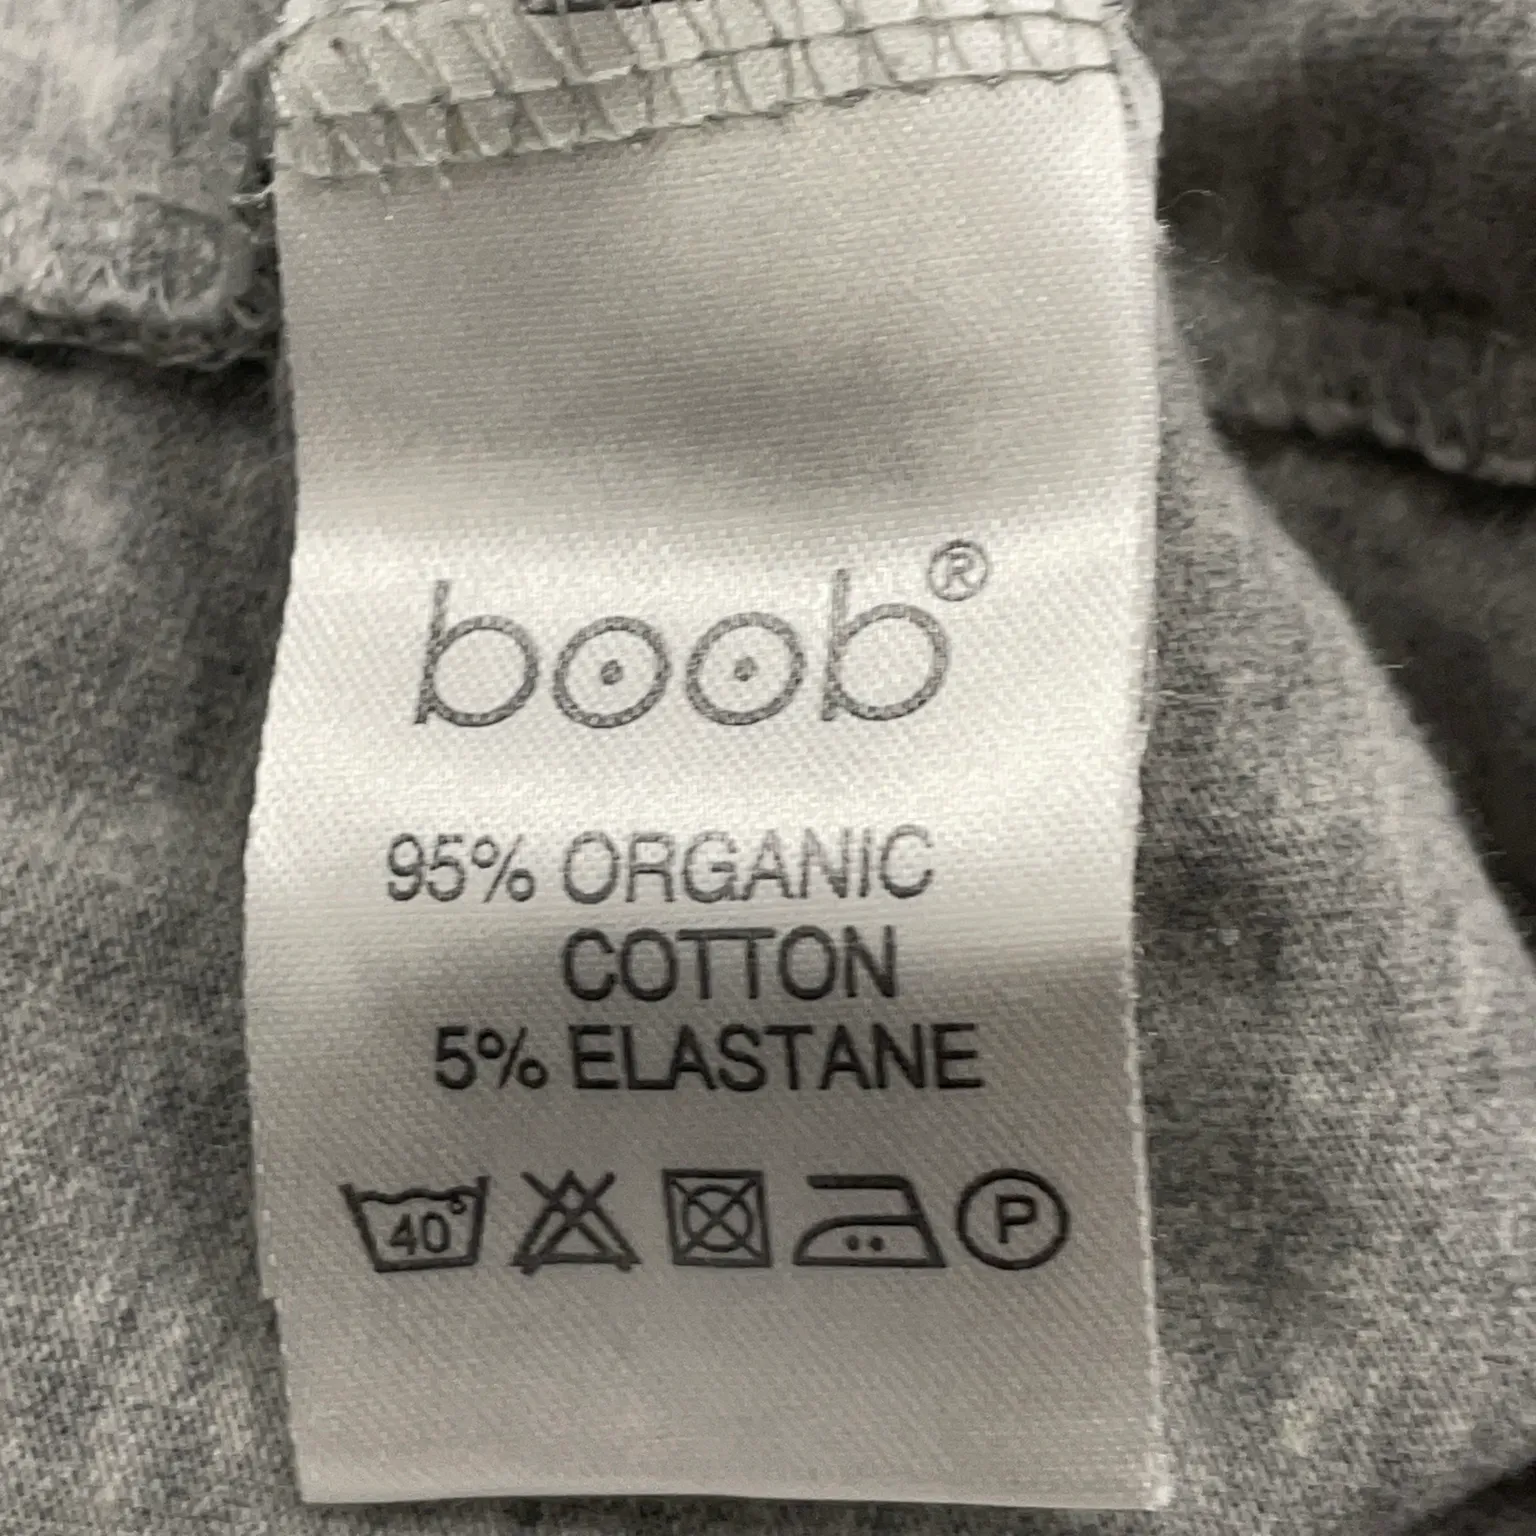 boob®
95% ORGANIC
COTTON
5% ELASTANE
40° P